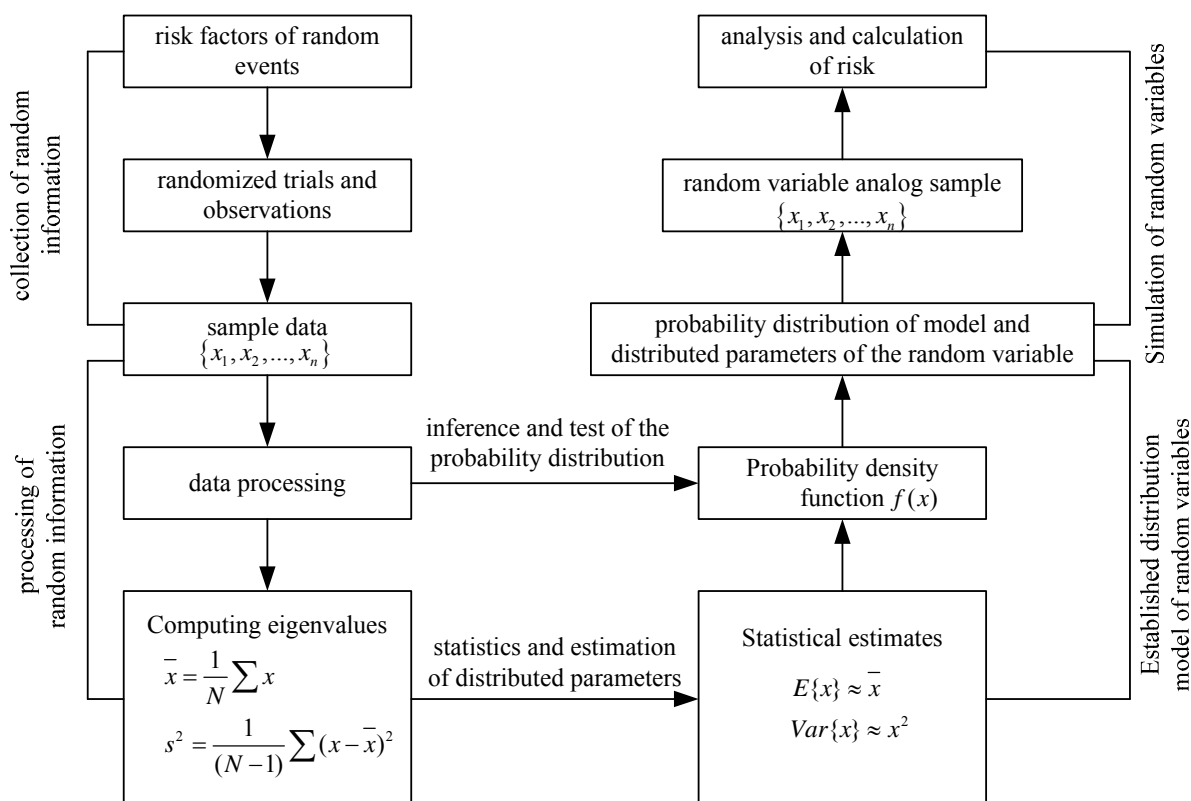 risk factors of random
events
randomized trials and
observations
sample data
{x₁, x₂, ..., xₙ}
data processing
Computing eigenvalues
x̅ = 1/N ∑ x
s² = 1/(N−1) ∑ (x − x̅)²
collection of random
information
processing of
random information
inference and test of the
probability distribution
statistics and estimation
of distributed parameters
analysis and calculation
of risk
random variable analog sample
{x₁, x₂, ..., xₙ}
probability distribution of model and
distributed parameters of the random variable
Probability density
function f(x)
Statistical estimates
E{x} ≈ x̅
Var{x} ≈ x²
Simulation of random variables
Established distribution
model of random variables